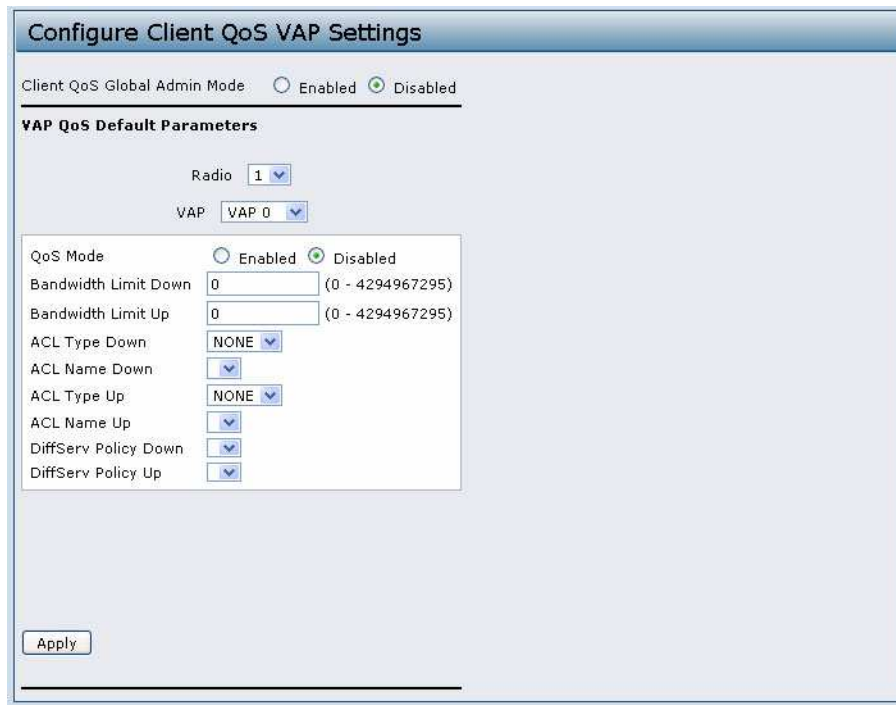 Configure Client QoS VAP Settings
Client QoS Global Admin Mode Enabled Disabled
VAP QoS Default Parameters
Radio 1
VAP VAP 0
QoS Mode Enabled Disabled
Bandwidth Limit Down 0 (0 - 4294967295)
Bandwidth Limit Up 0 (0 - 4294967295)
ACL Type Down NONE
ACL Name Down
ACL Type Up NONE
ACL Name Up
DiffServ Policy Down
DiffServ Policy Up
Apply